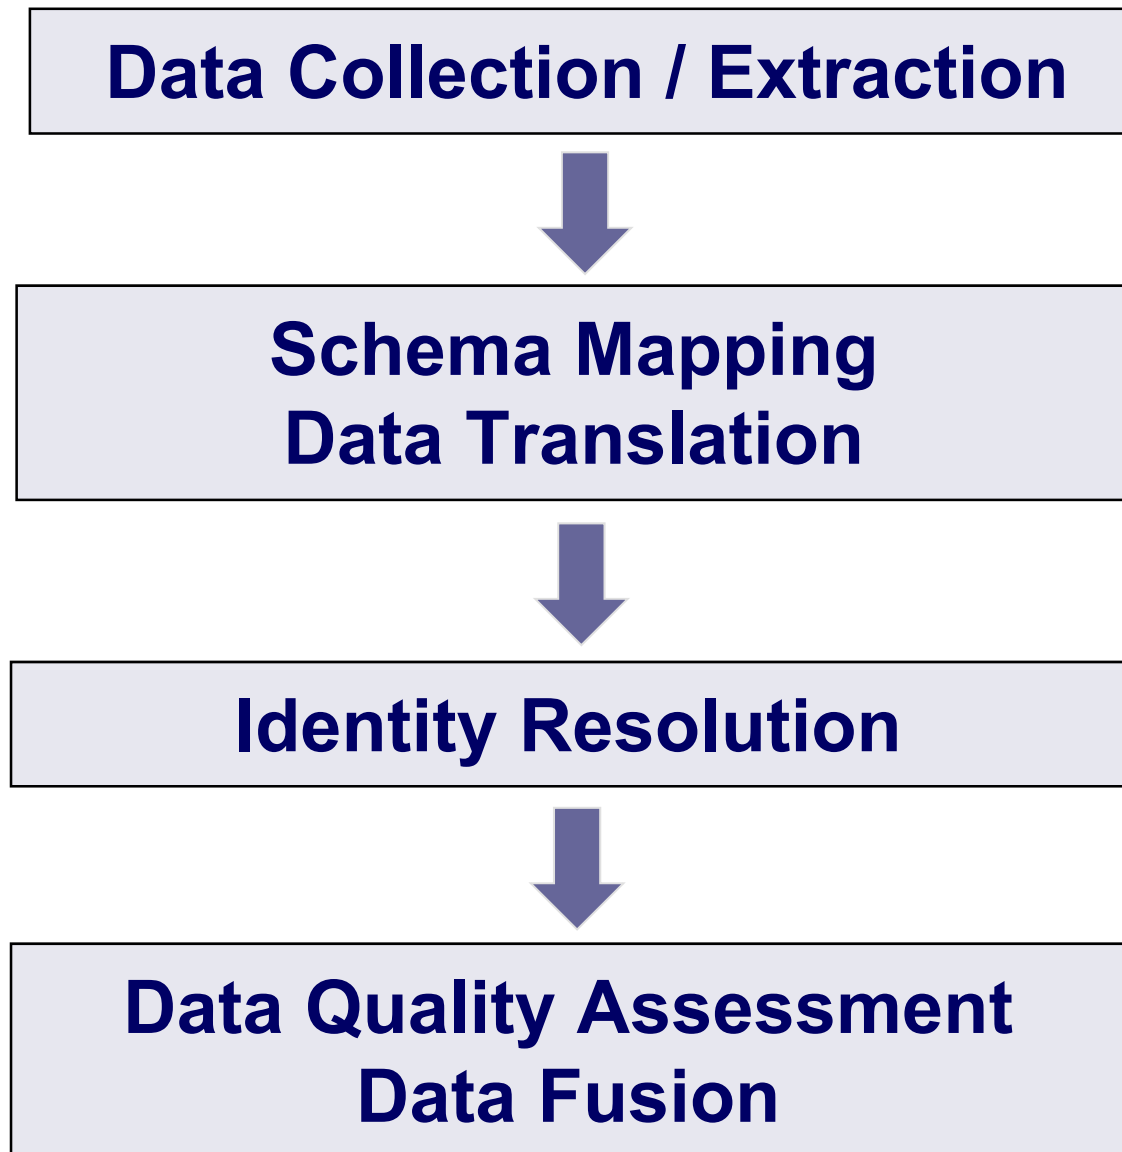 Data Collection / Extraction
Schema Mapping
Data Translation
Identity Resolution
Data Quality Assessment
Data Fusion